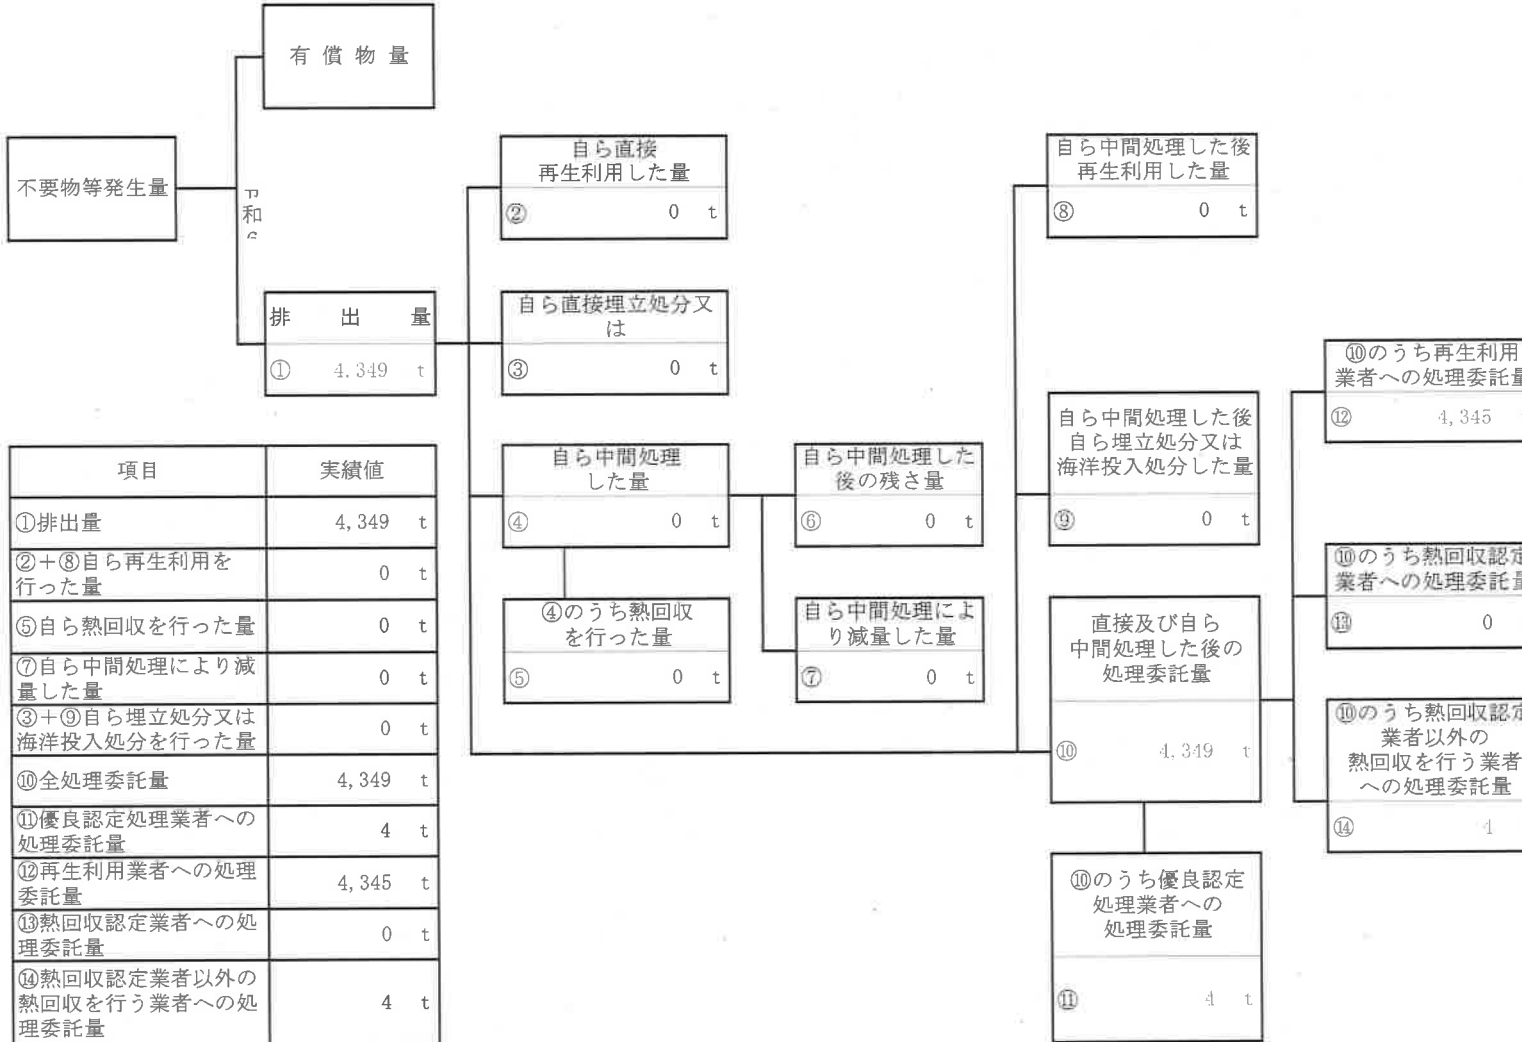 有償物量
不要物等発生量
和
排出量
① 4,349 t
自ら直接
再生利用した量
② 0 t
自ら直接埋立処分又
は
③ 0 t
自ら中間処理
した量
④ 0 t
④のうち熱回収
を行った量
⑤ 0 t
自ら中間処理した
後の残さ量
⑥ 0 t
自ら中間処理によ
り減量した量
⑦ 0 t
自ら中間処理した後
再生利用した量
⑧ 0 t
自ら中間処理した後
自ら埋立処分又は
海洋投入処分した量
⑨ 0 t
直接及び自ら
中間処理した後の
処理委託量
⑩ 4,349 t
⑩のうち優良認定
処理業者への
処理委託量
⑪ 4 t
⑩のうち再生利用
業者への処理委託量
⑫ 4,345
⑩のうち熱回収認定
業者への処理委託量
⑬ 0
⑩のうち熱回収認定
業者以外の
熱回収を行う業者
への処理委託量
⑭ 4
項目 実績値
①排出量 4,349 t
②+⑧自ら再生利用を
行った量 0 t
⑤自ら熱回収を行った量 0 t
⑦自ら中間処理により減
量した量 0 t
③+⑨自ら埋立処分又は
海洋投入処分を行った量 0 t
⑩全処理委託量 4,349 t
⑪優良認定処理業者への
処理委託量 4 t
⑫再生利用業者への処理
委託量 4,345 t
⑬熱回収認定業者への処
理委託量 0 t
⑭熱回収認定業者以外の
熱回収を行う業者への処
理委託量 4 t